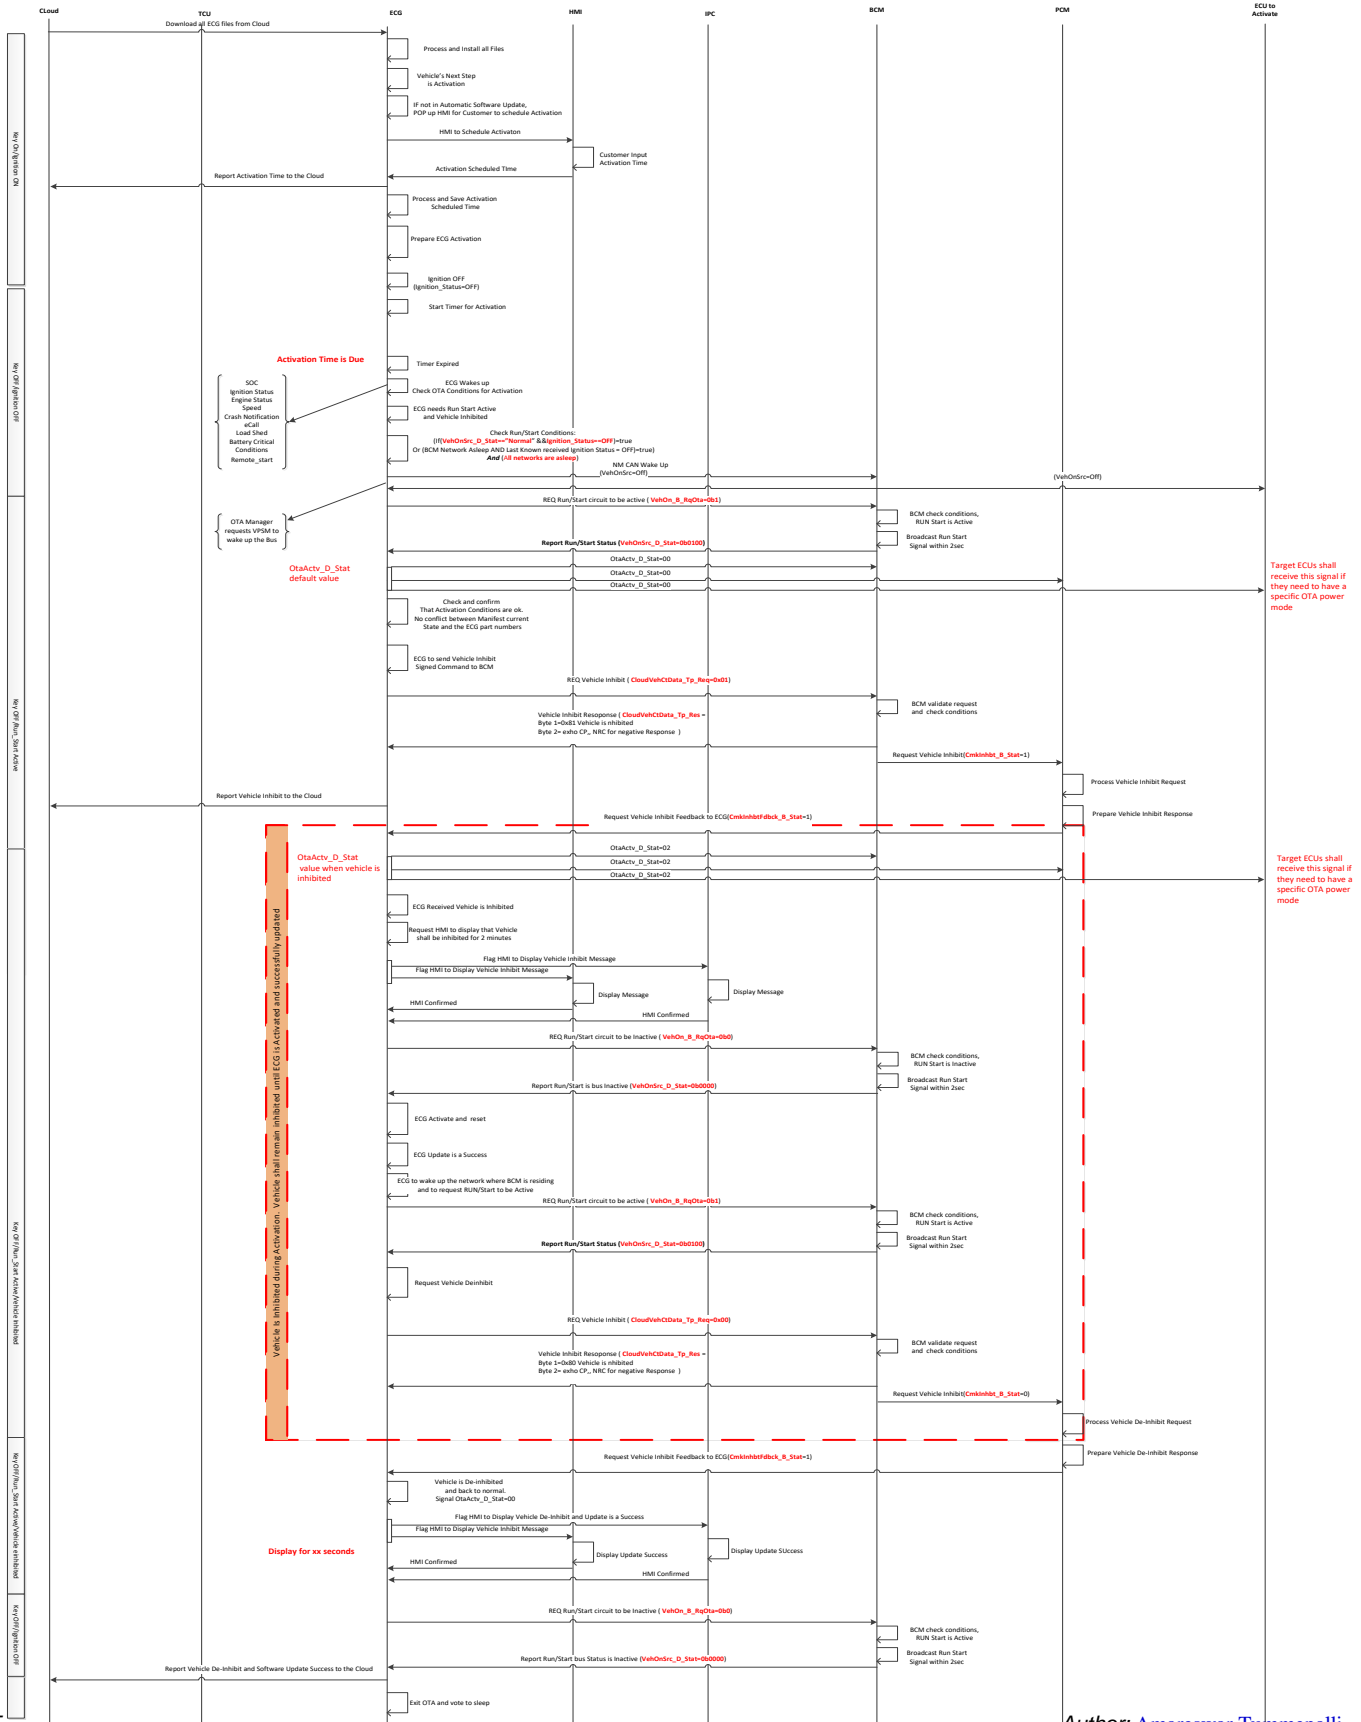 CLoud
TCU
ECG
HMI
IPC
BCM
PCM
ECU to
Activate
Download all ECG files from Cloud
Key On/Ignition ON
Process and Install all Files
Vehicle's Next Step
is Activation
IF not in Automatic Software Update,
POP up HMI for Customer to schedule Activation
HMI to Schedule Activaton
Customer Input
Activation Time
Activation Scheduled TIme
Report Activation Time to the Cloud
Process and Save Activation
Scheduled Time
Prepare ECG Activation
Ignition OFF
(Ignition_Status=OFF)
Start Timer for Activation
Key OFF/Ignition OFF
Activation Time is Due
Timer Expired
ECG Wakes up
Check OTA Conditions for Activation
SOC
Ignition Status
Engine Status
Speed
Crash Notification
eCall
Load Shed
Battery Critical
Conditions
Remote_start
ECG needs Run Start Active
and Vehicle Inhibited
Check Run/Start Conditions:
(If(VehOnSrc_D_Stat=="Normal" &&Ignition_Status==OFF)=true
Or (BCM Network Asleep AND Last Known received Ignition Status = OFF)=true)
And (All networks are asleep)
NM CAN Wake Up
(VehOnSrc=Off)
(VehOnSrc=Off)
REQ Run/Start circuit to be active ( VehOn_B_RqOta=0b1)
OTA Manager
requests VPSM to
wake up the Bus
BCM check conditions,
RUN Start is Active
Broadcast Run Start
Signal within 2sec
Report Run/Start Status (VehOnSrc_D_Stat=0b0100)
OtaActv_D_Stat=00
OtaActv_D_Stat
default value
OtaActv_D_Stat=00
OtaActv_D_Stat=00
Target ECUs shall
receive this signal if
they need to have a
specific OTA power
mode
Check and confirm
That Activation Conditions are ok.
No conflict between Manifest current
State and the ECG part numbers
ECG to send Vehicle Inhibit
Signed Command to BCM
REQ Vehicle Inhibit ( CloudVehCtData_Tp_Req=0x01)
Key OFF/Run_Start Active
BCM validate request
and check conditions
Vehicle Inhibit Resoponse ( CloudVehCtData_Tp_Res =
Byte 1=0x81 Vehicle is nhibited
Byte 2= exho CP,, NRC for negative Response )
Request Vehicle Inhibit(CmkInhbt_B_Stat=1)
Process Vehicle Inhibit Request
Report Vehicle Inhibit to the Cloud
Prepare Vehicle Inhibit Response
Request Vehicle Inhibit Feedback to ECG(CmkInhbtFdbck_B_Stat=1)
OtaActv_D_Stat=02
OtaActv_D_Stat
value when vehicle is
inhibited
OtaActv_D_Stat=02
OtaActv_D_Stat=02
Target ECUs shall
receive this signal if
they need to have a
specific OTA power
mode
ECG Received Vehicle is Inhibited
Request HMI to display that Vehicle
shall be inhibited for 2 minutes
Flag HMI to Display Vehicle Inhibit Message
Flag HMI to Display Vehicle Inhibit Message
Display Message
Display Message
HMI Confirmed
HMI Confirmed
Vehicle Is Inhibited during Activation. Vehicle shall remain inhibited until ECG is Activated and successfully updated
REQ Run/Start circuit to be Inactive ( VehOn_B_RqOta=0b0)
BCM check conditions,
RUN Start is Inactive
Broadcast Run Start
Signal within 2sec
Report Run/Start is bus Inactive (VehOnSrc_D_Stat=0b0000)
ECG Activate and reset
ECG Update is a Success
ECG to wake up the network where BCM is residing
and to request RUN/Start to be Active
REQ Run/Start circuit to be active ( VehOn_B_RqOta=0b1)
BCM check conditions,
RUN Start is Active
Broadcast Run Start
Signal within 2sec
Report Run/Start Status (VehOnSrc_D_Stat=0b0100)
Key OFF/Run_Start Active/Vehicle Inhibited
Request Vehicle Deinhibit
REQ Vehicle Inhibit ( CloudVehCtData_Tp_Req=0x00)
BCM validate request
and check conditions
Vehicle Inhibit Resoponse ( CloudVehCtData_Tp_Res =
Byte 1=0x80 Vehicle is nhibited
Byte 2= exho CP,, NRC for negative Response )
Request Vehicle Inhibit(CmkInhbt_B_Stat=0)
Process Vehicle De-Inhibit Request
Prepare Vehicle De-Inhibit Response
Request Vehicle Inhibit Feedback to ECG(CmkInhbtFdbck_B_Stat=1)
Key OFF/Run_Start Active/Vehicle einhibited
Vehicle is De-inhibited
and back to normal.
Signal OtaActv_D_Stat=00
Flag HMI to Display Vehicle De-Inhibit and Update is a Success
Flag HMI to Display Vehicle Inhibit Message
Display for xx seconds
Display Update Success
Display Update SUccess
HMI Confirmed
HMI Confirmed
Key OFF/Ignition OFF
REQ Run/Start circuit to be Inactive ( VehOn_B_RqOta=0b0)
BCM check conditions,
RUN Start is Active
Broadcast Run Start
Signal within 2sec
Report Run/Start bus Status is Inactive (VehOnSrc_D_Stat=0b0000)
Report Vehicle De-Inhibit and Software Update Success to the Cloud
Exit OTA and vote to sleep
Author: